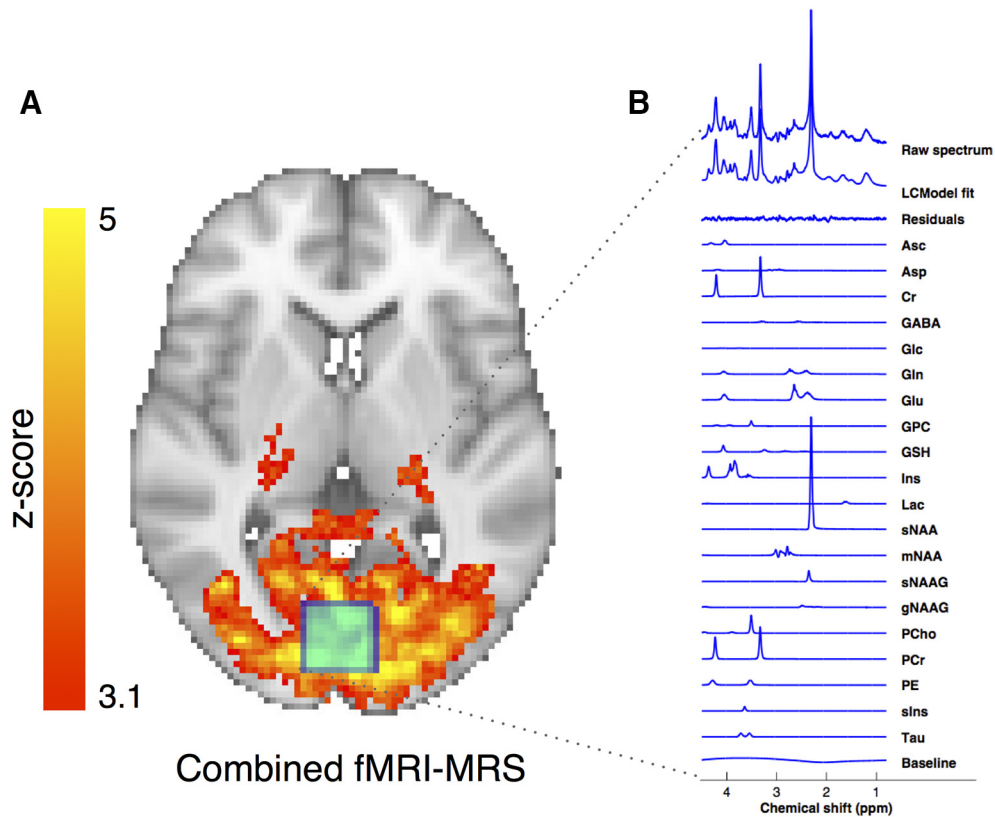 A
5
z-score
3.1
Combined fMRI-MRS
B
Raw spectrum
LCModel fit
Residuals
Asc
Asp
Cr
GABA
Glc
Gln
Glu
GPC
GSH
Ins
Lac
sNAA
mNAA
sNAAG
gNAAG
PCho
PCr
PE
sIns
Tau
Baseline
4 3 2 1
Chemical shift (ppm)